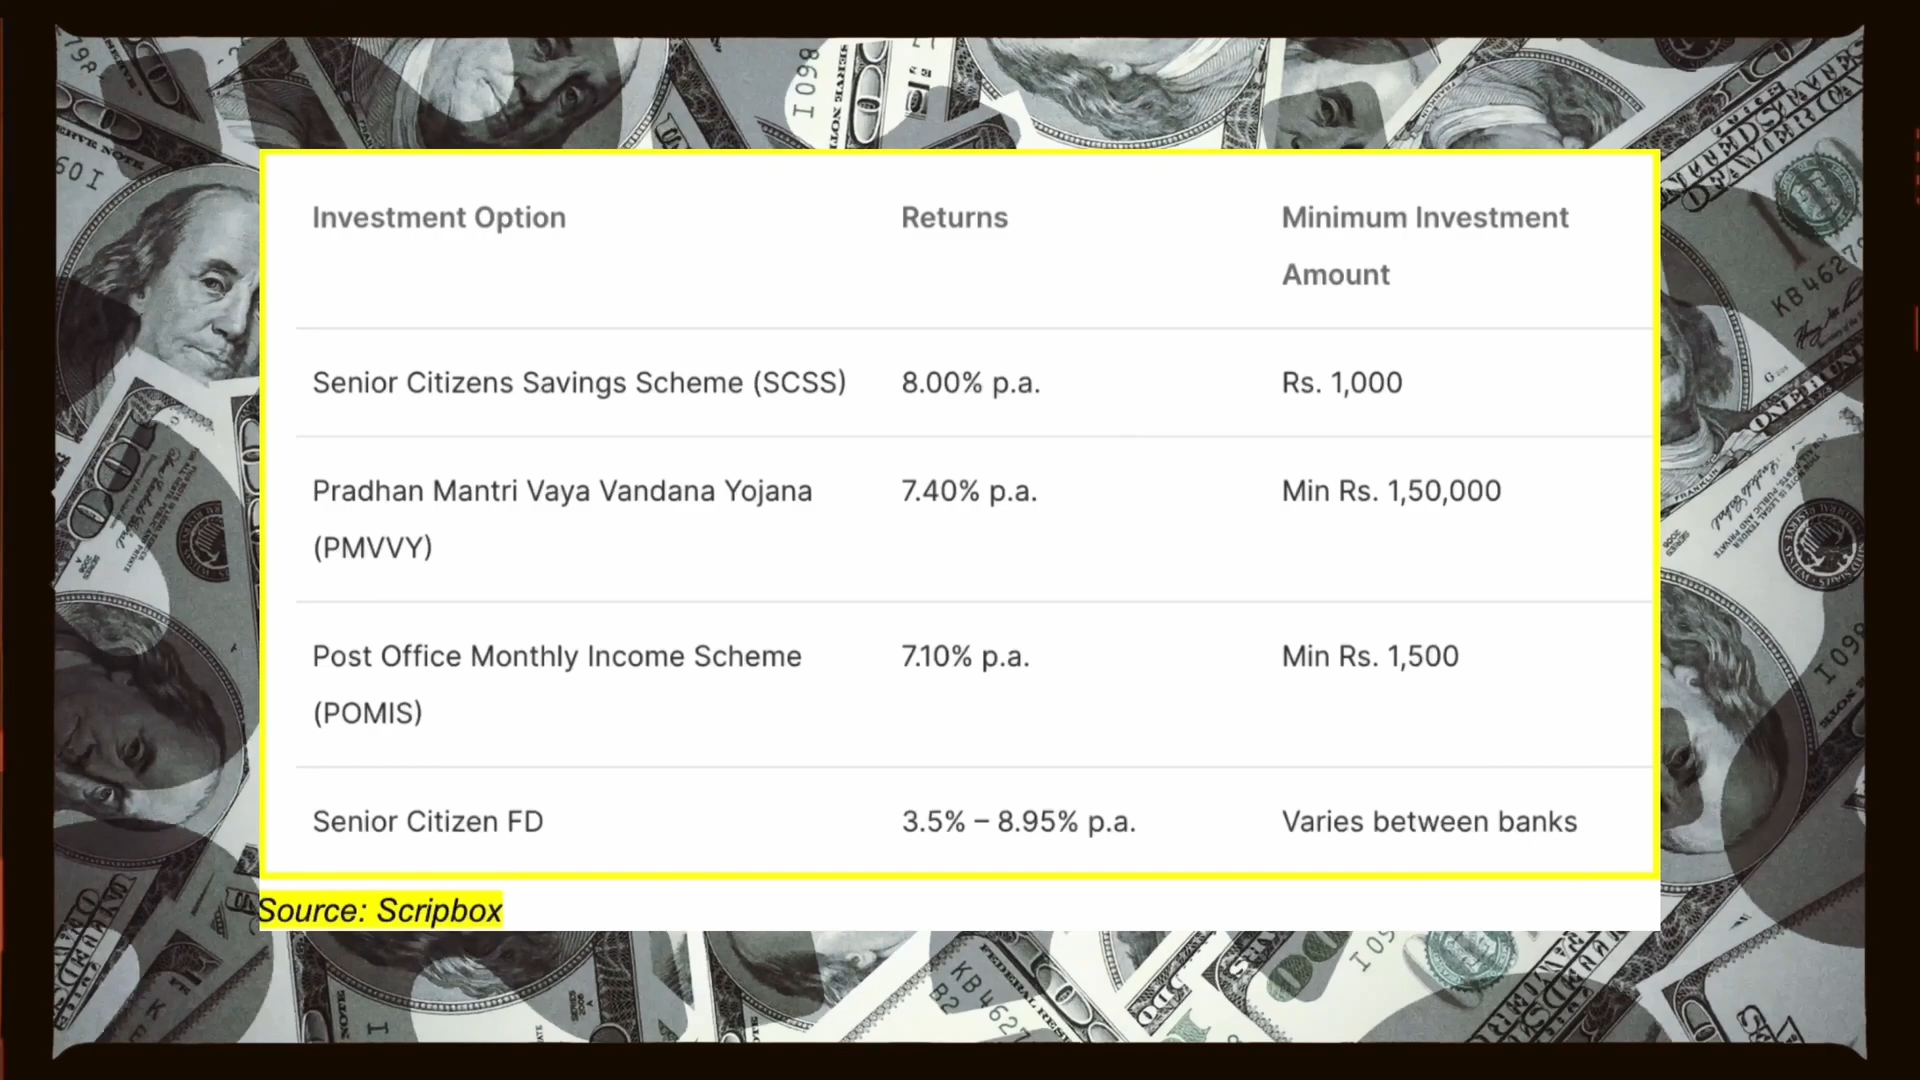 Investment Option
Returns
Minimum Investment
Amount
Senior Citizens Savings Scheme (SCSS)
8.00% p.a.
Rs. 1,000
Pradhan Mantri Vaya Vandana Yojana
(PMVVY)
7.40% p.a.
Min Rs. 1,50,000
Post Office Monthly Income Scheme
(POMIS)
7.10% p.a.
Min Rs. 1,500
Senior Citizen FD
3.5% – 8.95% p.a.
Varies between banks
Source: Scripbox